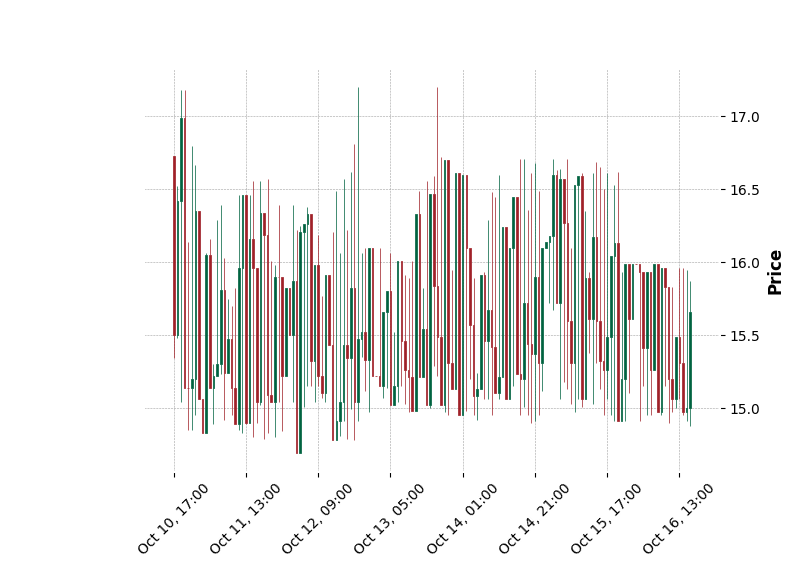 17.0
16.5
16.0
15.5
15.0
Price
Oct 10, 17:00
Oct 11, 13:00
Oct 12, 09:00
Oct 13, 05:00
Oct 14, 01:00
Oct 14, 21:00
Oct 15, 17:00
Oct 16, 13:00